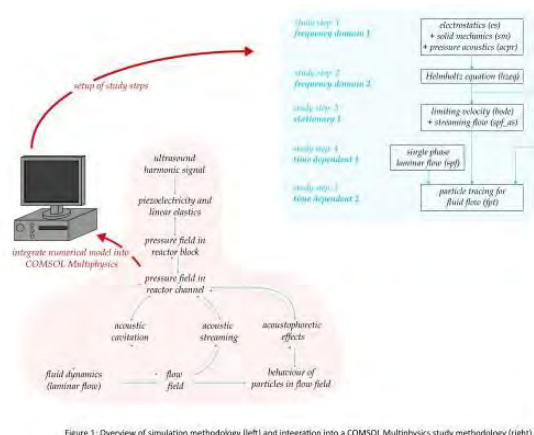 study step 1
frequency domain 1
electrostatics (es)
+ solid mechanics (sm)
+ pressure acoustics (acpr)
study step 2
frequency domain 2
Helmholtz equation (hzeq)
study step 3
stationary 1
limiting velocity (bode)
+ streaming flow (spf_as)
study step 4
time dependent 1
single phase
laminar flow (spf)
time dependent 2
particle tracing for
fluid flow (fpt)
setup of study steps
integrate numerical model into
COMSOL Multiphysics
ultrasound
harmonic signal
piezoelectricity and
linear elastics
pressure field in
reactor block
pressure field in
reactor channel
acoustic
cavitation
acoustic
streaming
acoustophoretic
effects
fluid dynamics
(laminar flow)
flow
field
behaviour of
particles in flow field
Figure 1: Overview of simulation methodology (left) and integration into a COMSOL Multiphysics study methodology (right)